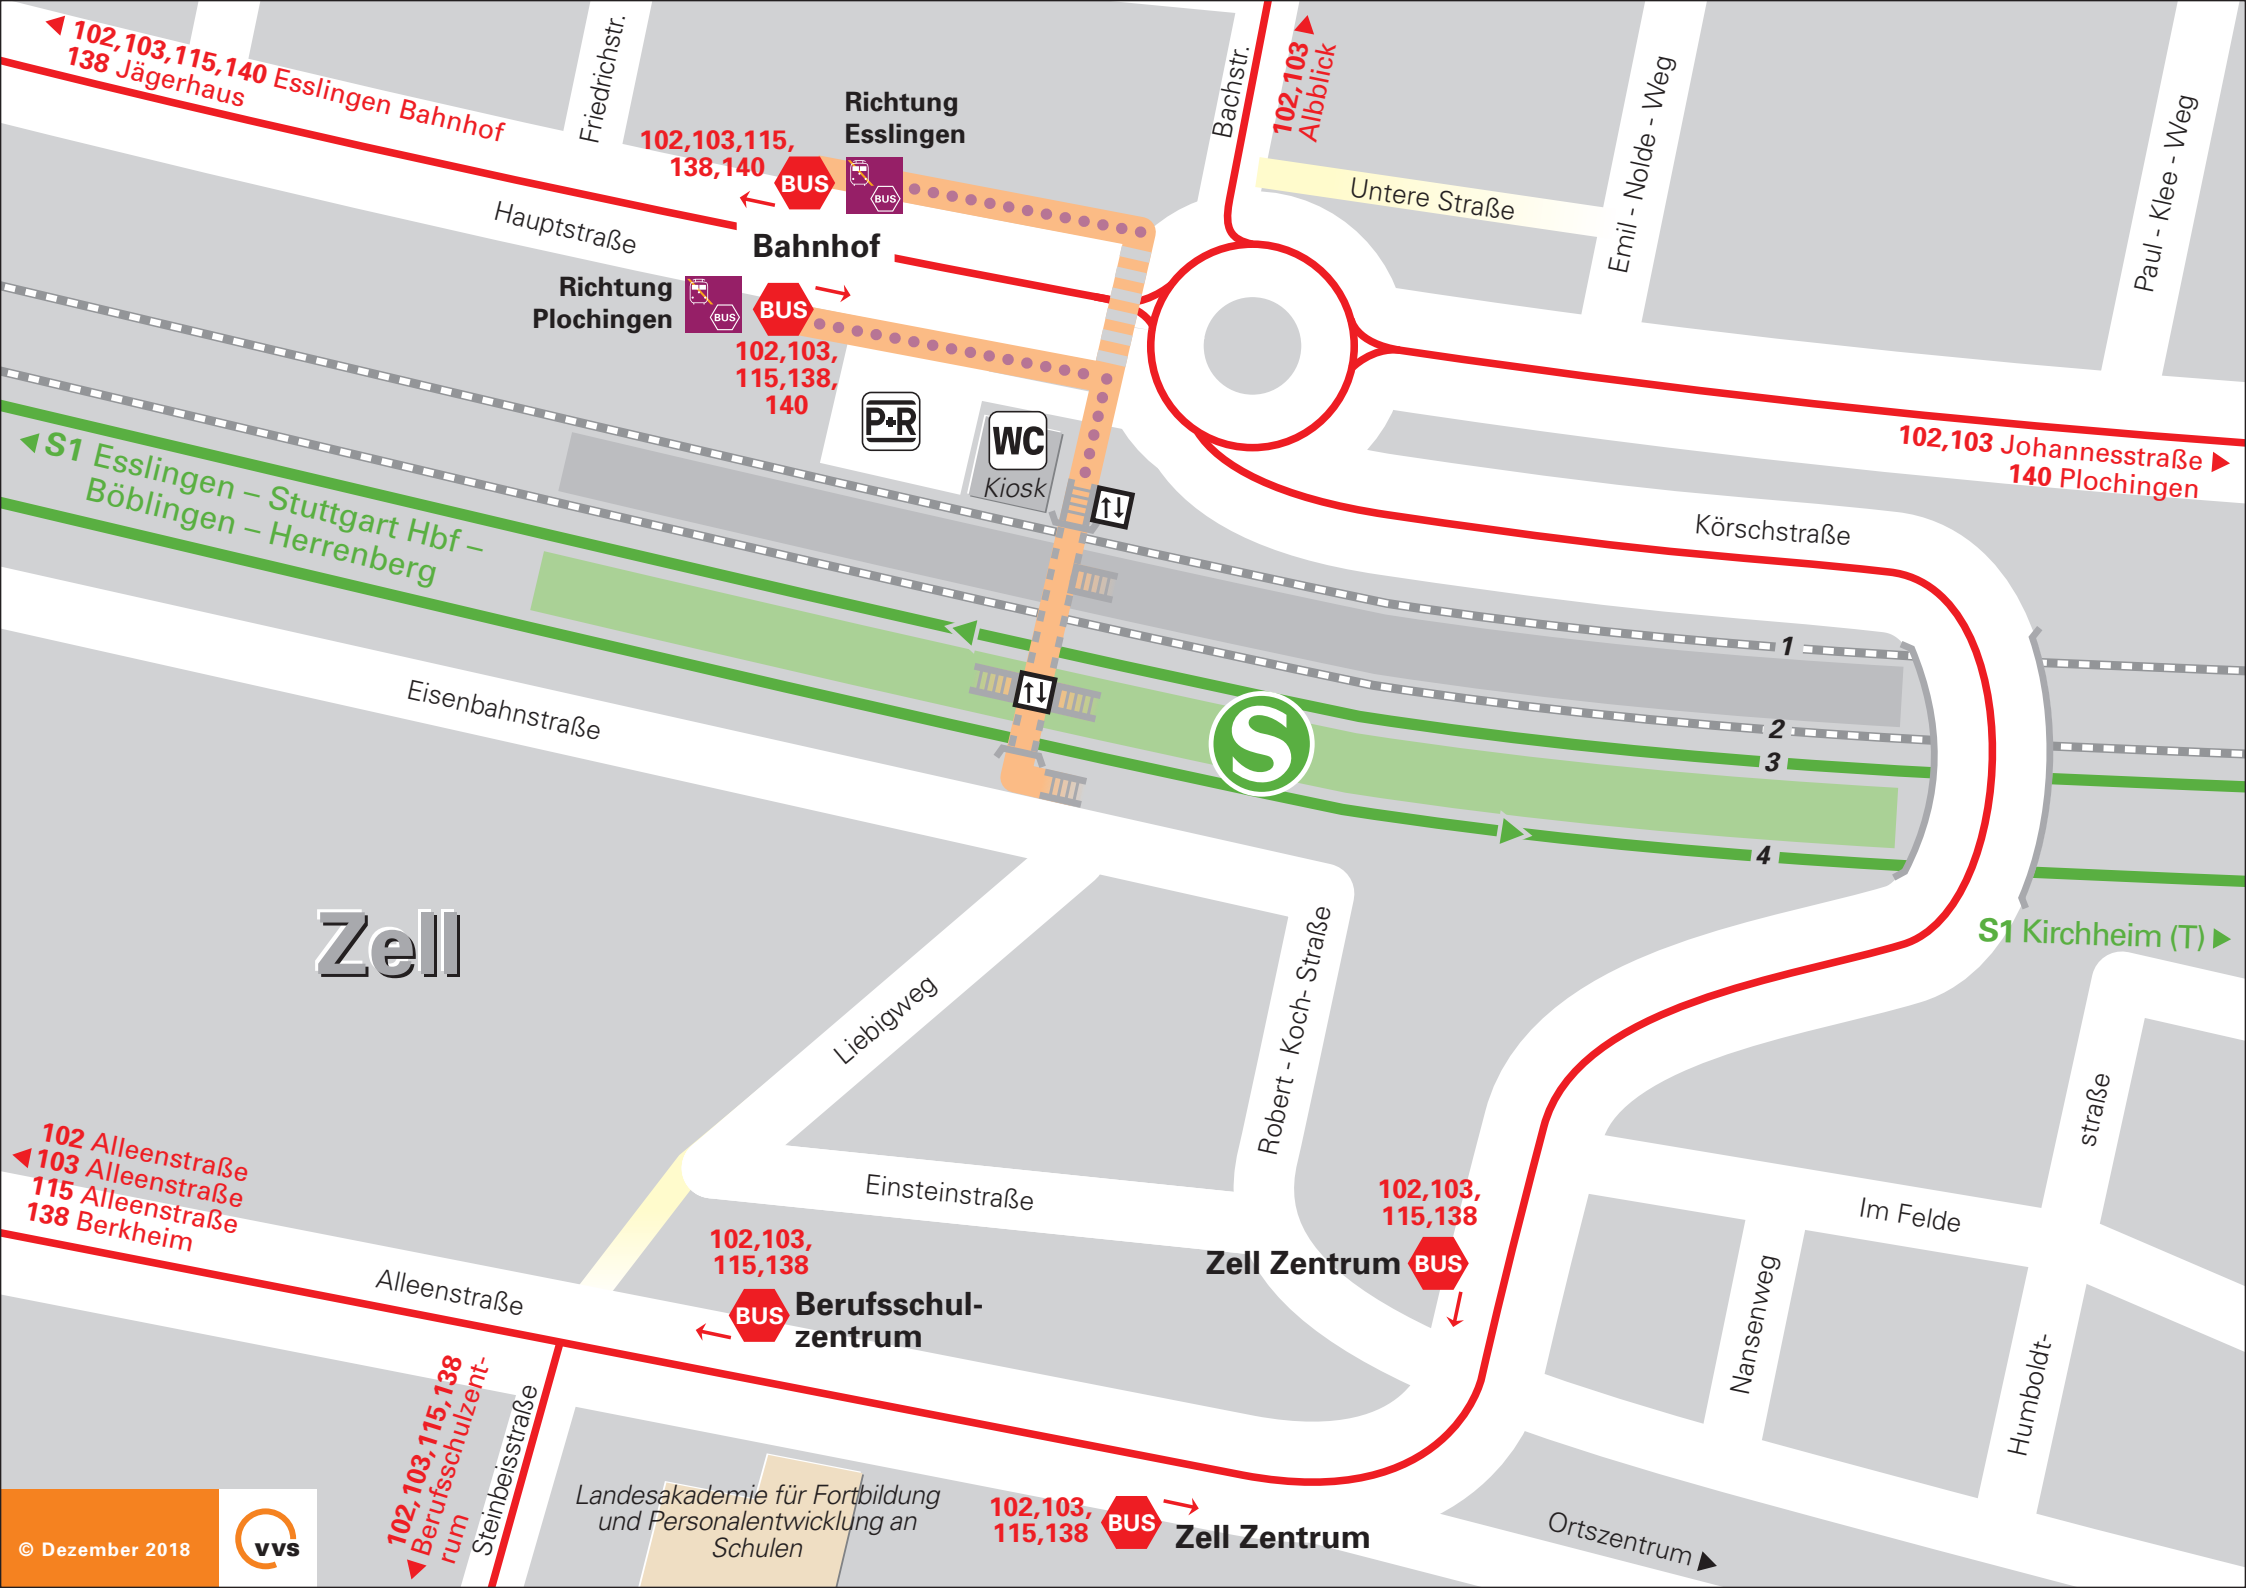 102,103,115,140 Esslingen Bahnhof
138 Jägerhaus
Friedrichstr.
Richtung
Esslingen
102,103,115,
138,140
BUS
BUS
Bachstr.
102,103
Albblick
Untere Straße
Emil - Nolde - Weg
Paul - Klee - Weg
Hauptstraße
Bahnhof
Richtung
Plochingen
BUS
BUS
102,103,
115,138,
140
P+R
WC
Kiosk
102,103 Johannesstraße
140 Plochingen
Körschstraße
S1 Esslingen – Stuttgart Hbf –
Böblingen – Herrenberg
1
2
3
4
S
Eisenbahnstraße
S1 Kirchheim (T)
Zell
Liebigweg
Robert - Koch- Straße
straße
Humboldt-
102 Alleenstraße
103 Alleenstraße
115 Alleenstraße
138 Berkheim
Einsteinstraße
Im Felde
Nansenweg
102,103,
115,138
Zell Zentrum
BUS
Alleenstraße
102,103,
115,138
BUS
Berufsschul-
zentrum
102,103,115,138
Berufsschulzent-
rum
Steinbeisstraße
Landesakademie für Fortbildung
und Personalentwicklung an
Schulen
102,103,
115,138
BUS
Zell Zentrum
Ortszentrum
© Dezember 2018
vvs